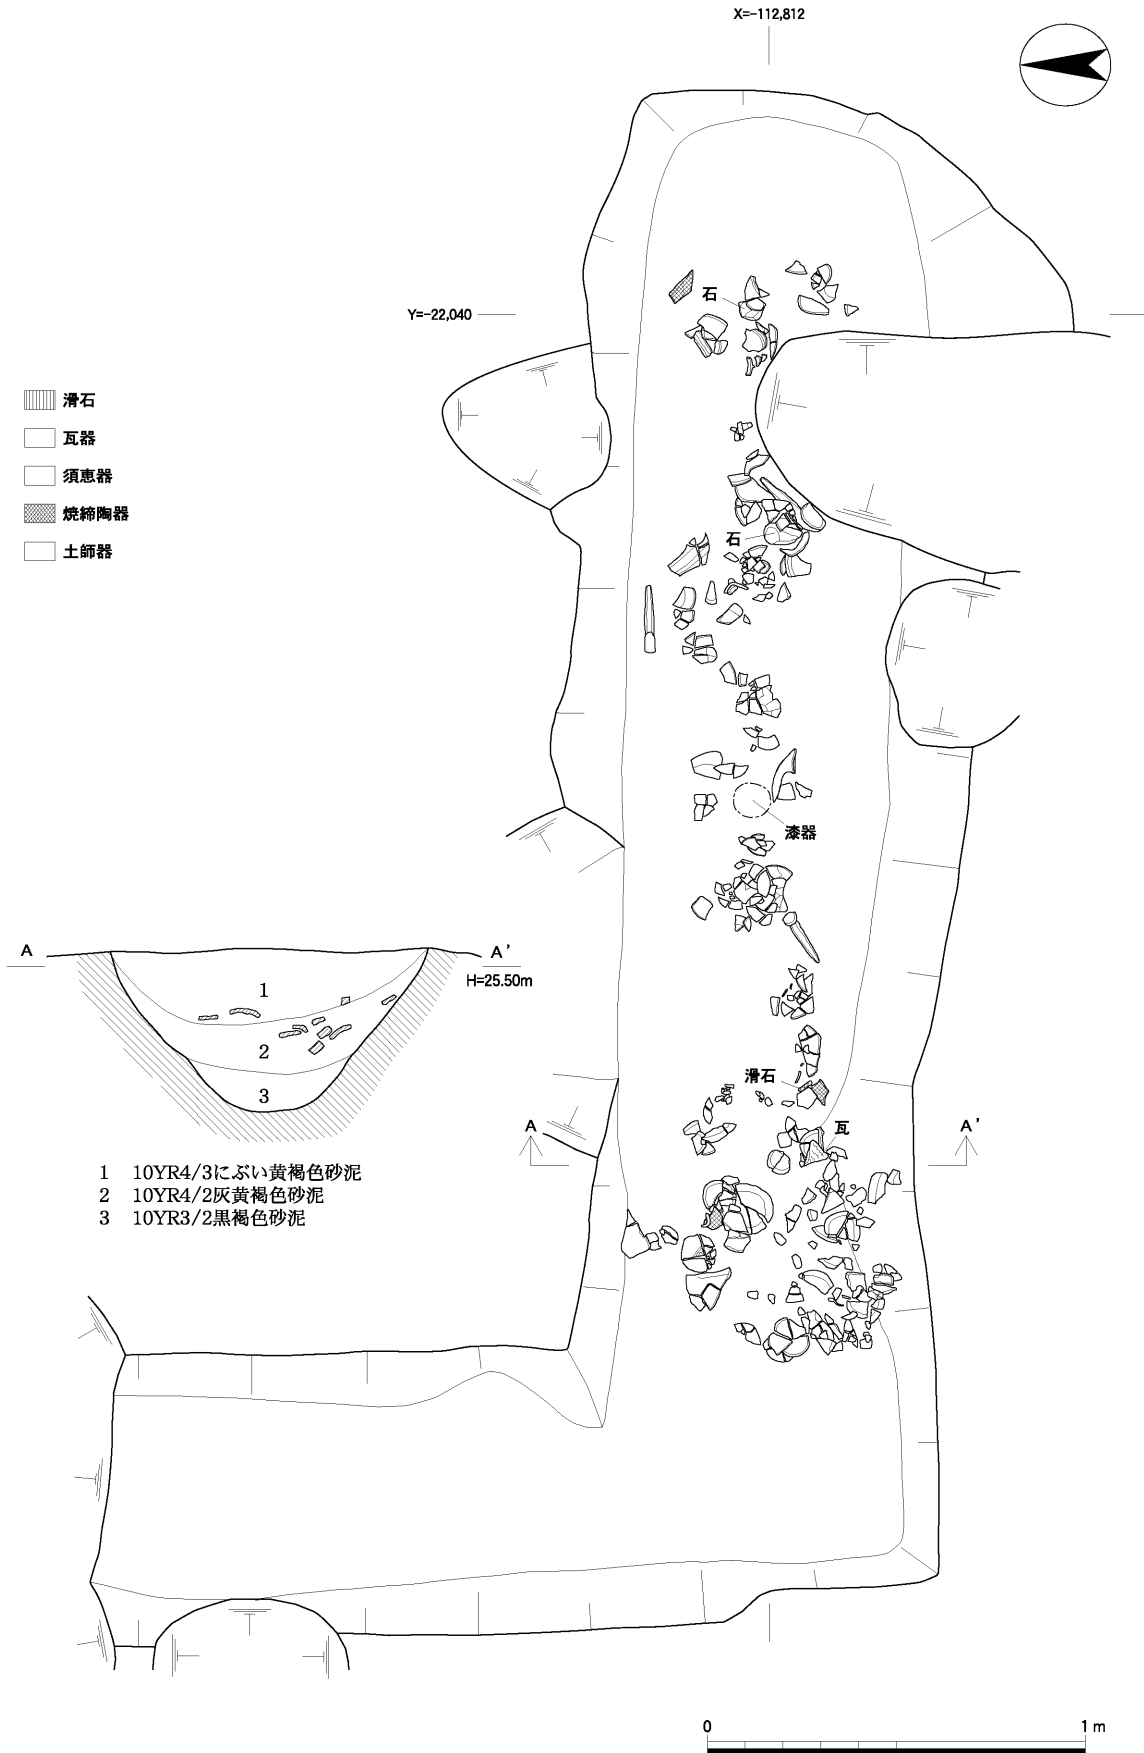 X=-112,812
Y=-22,040
石
滑石
瓦器
須恵器
焼締陶器
土師器
石
漆器
A
A'
H=25.50m
1
2
3
滑石
瓦
A
A'
1 10YR4/3にぶい黄褐色砂泥
2 10YR4/2灰黄褐色砂泥
3 10YR3/2黒褐色砂泥
0
1 m